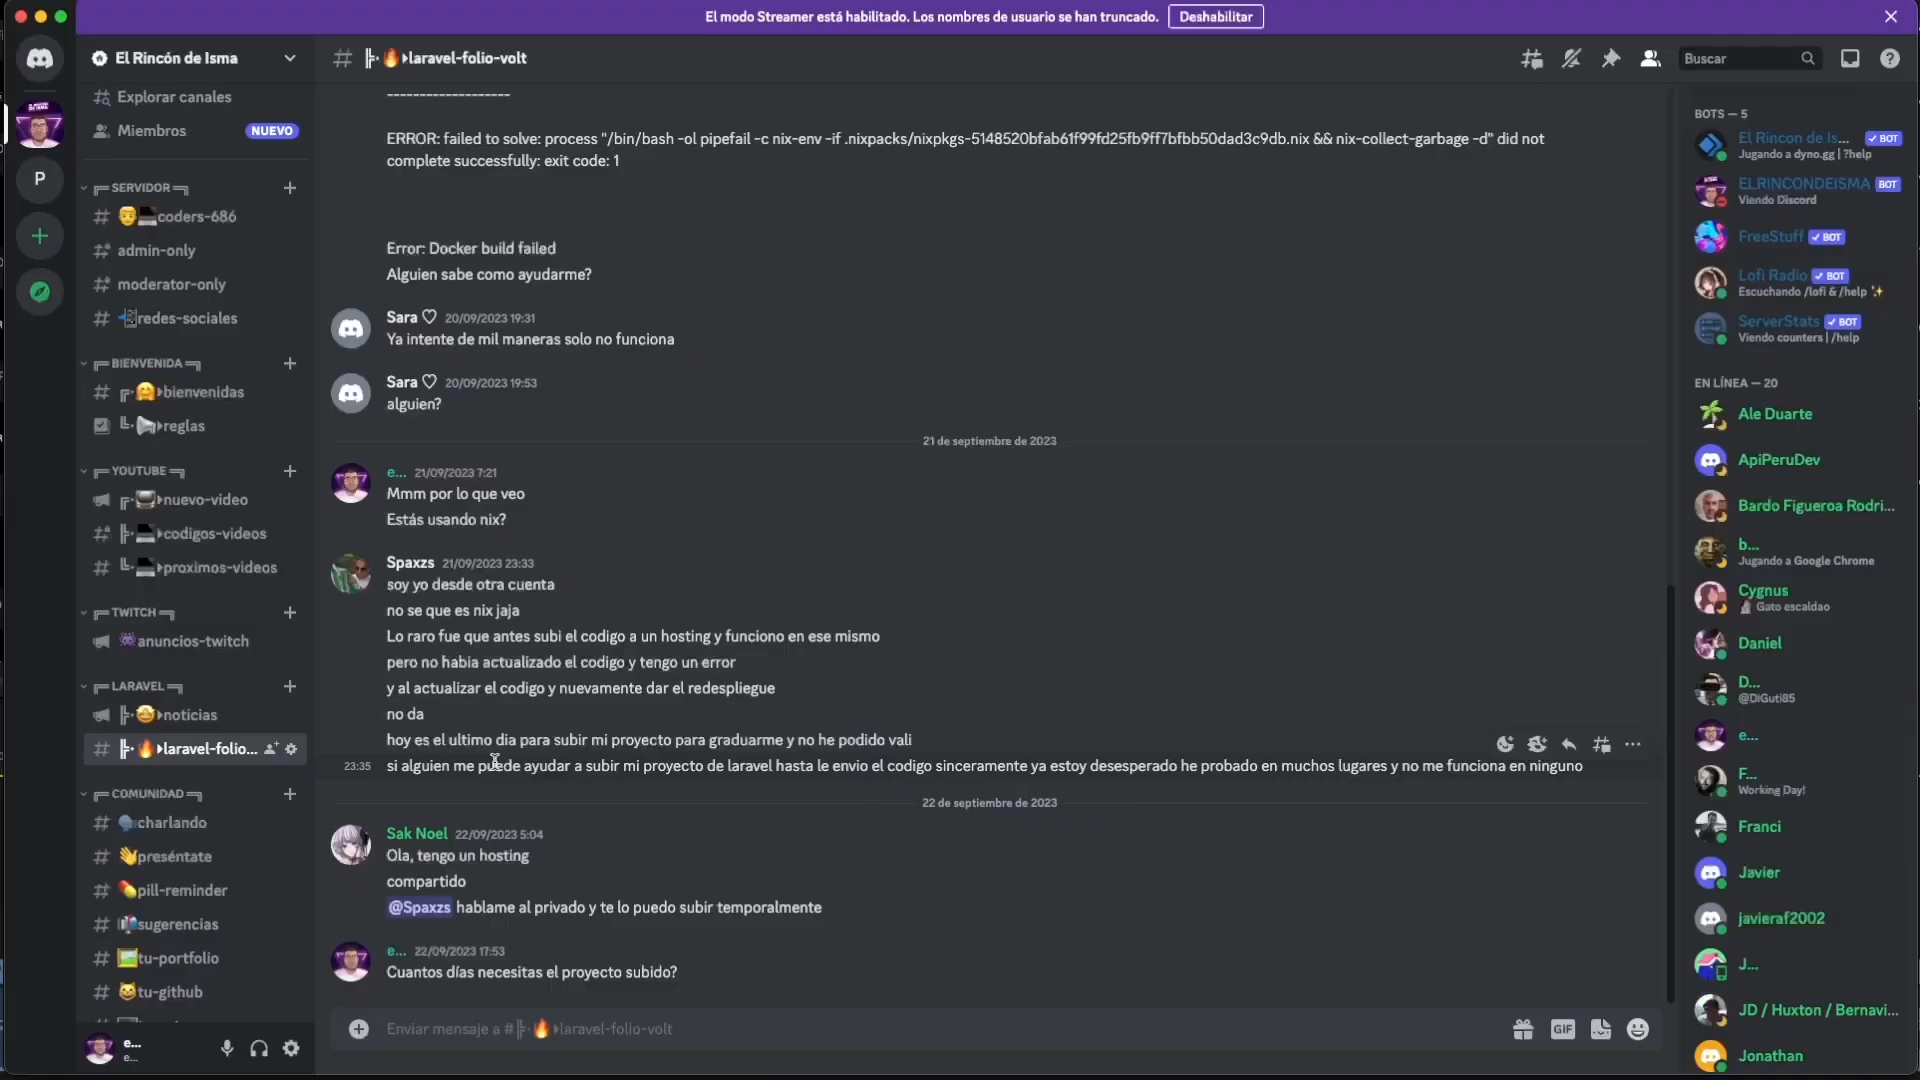 El modo Streamer está habilitado. Los nombres de usuario se han truncado.
Deshabilitar
El Rincón de Isma
Explorar canales
Miembros
NUEVO
SERVIDOR
coders-686
admin-only
moderator-only
redes-sociales
BIENVENIDA
bienvenidas
reglas
YOUTUBE
nuevo-video
codigos-videos
proximos-videos
TWITCH
anuncios-twitch
LARAVEL
noticias
laravel-folio...
COMUNIDAD
charlando
preséntate
pill-reminder
sugerencias
tu-portfolio
tu-github
e...
e...
P
laravel-folio-volt
Buscar
-------------------
ERROR: failed to solve: process "/bin/bash -ol pipefail -c nix-env -if .nixpacks/nixpkgs-5148520bfab61f99fd25fb9ff7bfbb50dad3c9db.nix && nix-collect-garbage -d" did not
complete successfully: exit code: 1
Error: Docker build failed
Alguien sabe como ayudarme?
Sara ♡ 20/09/2023 19:31
Ya intente de mil maneras solo no funciona
Sara ♡ 20/09/2023 19:53
alguien?
21 de septiembre de 2023
e... 21/09/2023 7:21
Mmm por lo que veo
Estás usando nix?
Spaxzs 21/09/2023 23:33
soy yo desde otra cuenta
no se que es nix jaja
Lo raro fue que antes subi el codigo a un hosting y funciono en ese mismo
pero no habia actualizado el codigo y tengo un error
y al actualizar el codigo y nuevamente dar el redespliegue
no da
hoy es el ultimo dia para subir mi proyecto para graduarme y no he podido vali
23:35 si alguien me puede ayudar a subir mi proyecto de laravel hasta le envio el codigo sinceramente ya estoy desesperado he probado en muchos lugares y no me funciona en ninguno
22 de septiembre de 2023
Sak Noel 22/09/2023 5:04
Ola, tengo un hosting
compartido
@Spaxzs hablame al privado y te lo puedo subir temporalmente
e... 22/09/2023 17:53
Cuantos días necesitas el proyecto subido?
Enviar mensaje a #laravel-folio-volt
GIF
BOTS — 5
El Rincon de Is... BOT
Jugando a dyno.gg | ?help
ELRINCONDEISMA BOT
Viendo Discord
FreeStuff BOT
Lofi Radio BOT
Escuchando /lofi & /help
ServerStats BOT
Viendo counters | /help
EN LÍNEA — 20
Ale Duarte
ApiPeruDev
Bardo Figueroa Rodri...
b...
Jugando a Google Chrome
Cygnus
Gato escaldao
Daniel
D...
@DiGuti85
e...
F...
Working Day!
Franci
Javier
javieraf2002
J...
JD / Huxton / Bernavi...
Jonathan